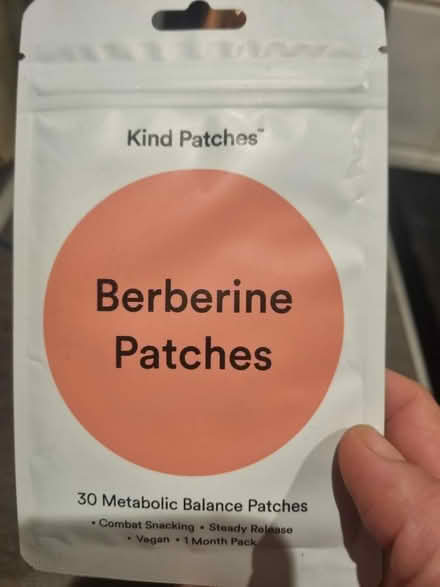 Kind Patches™
Berberine
Patches
30 Metabolic Balance Patches
• Combat Snacking • Steady Release
• Vegan • 1 Month Pack